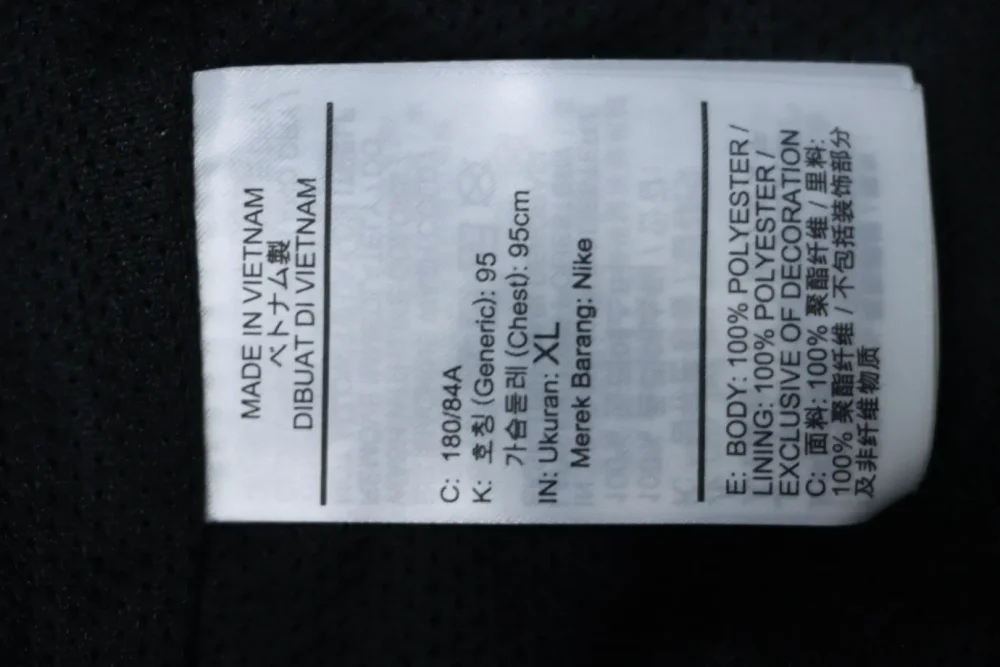 MADE IN VIETNAM
ベトナム製
DIBUAT DI VIETNAM
C: 180/84A
K: 호칭 (Generic): 95
가슴둘레 (Chest): 95cm
IN: Ukuran: XL
Merek Barang: Nike
E: BODY: 100% POLYESTER /
LINING: 100% POLYESTER /
EXCLUSIVE OF DECORATION
C: 面料: 100% 聚酯纤维 / 里料:
100% 聚酯纤维 / 不包括装饰部分
及非纤维物质